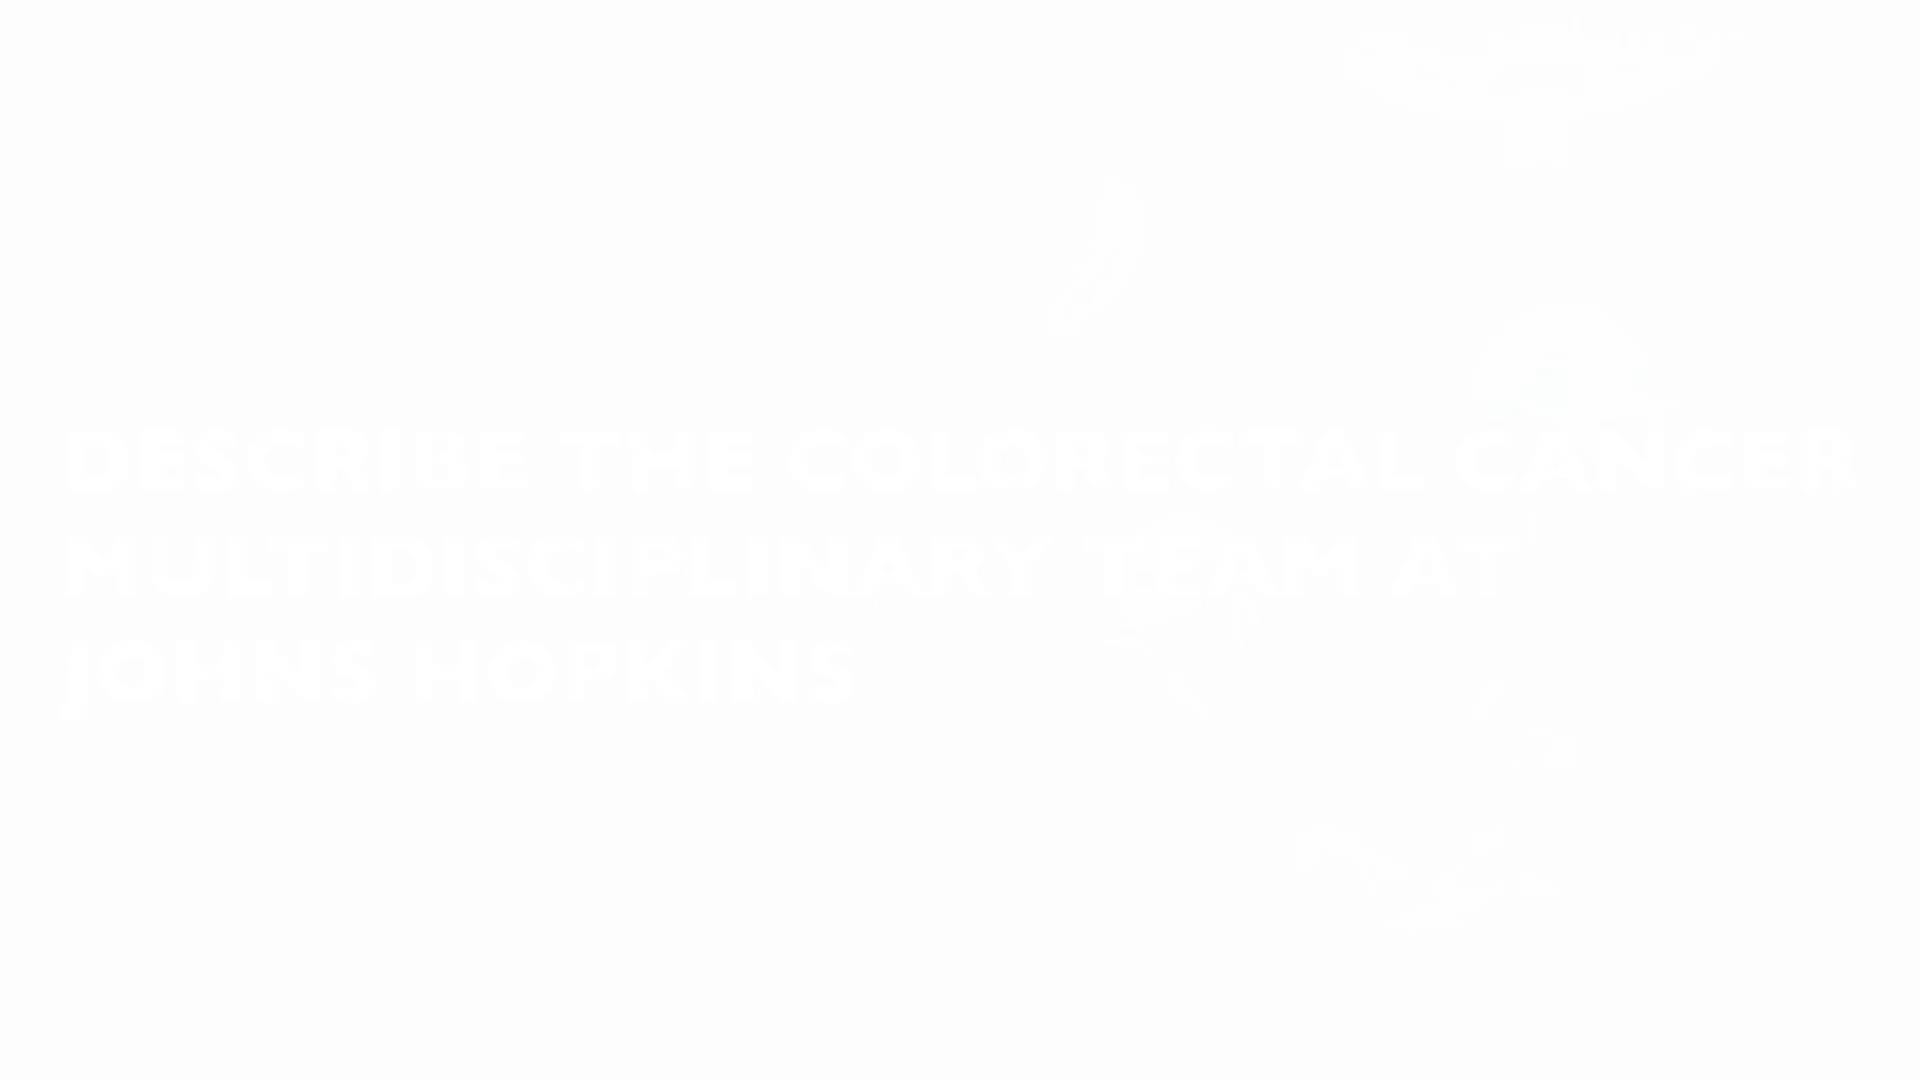 DESCRIBE THE COLORECTAL CANCER
MULTIDISCIPLINARY TEAM AT
JOHNS HOPKINS